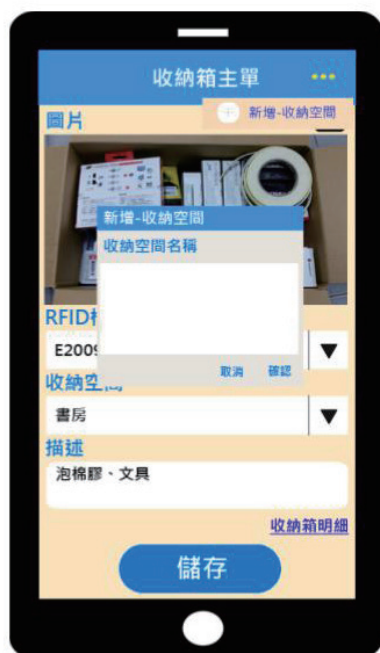 收納箱主單
新增-收納空間
圖片
新增-收納空間
收納空間名稱
RFID
E2009
取消 確認
收納空間
書房
描述
泡棉膠、文具
收納箱明細
儲存